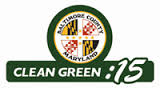 BALTIMORE COUNTY
MARYLAND
CLEAN GREEN :15